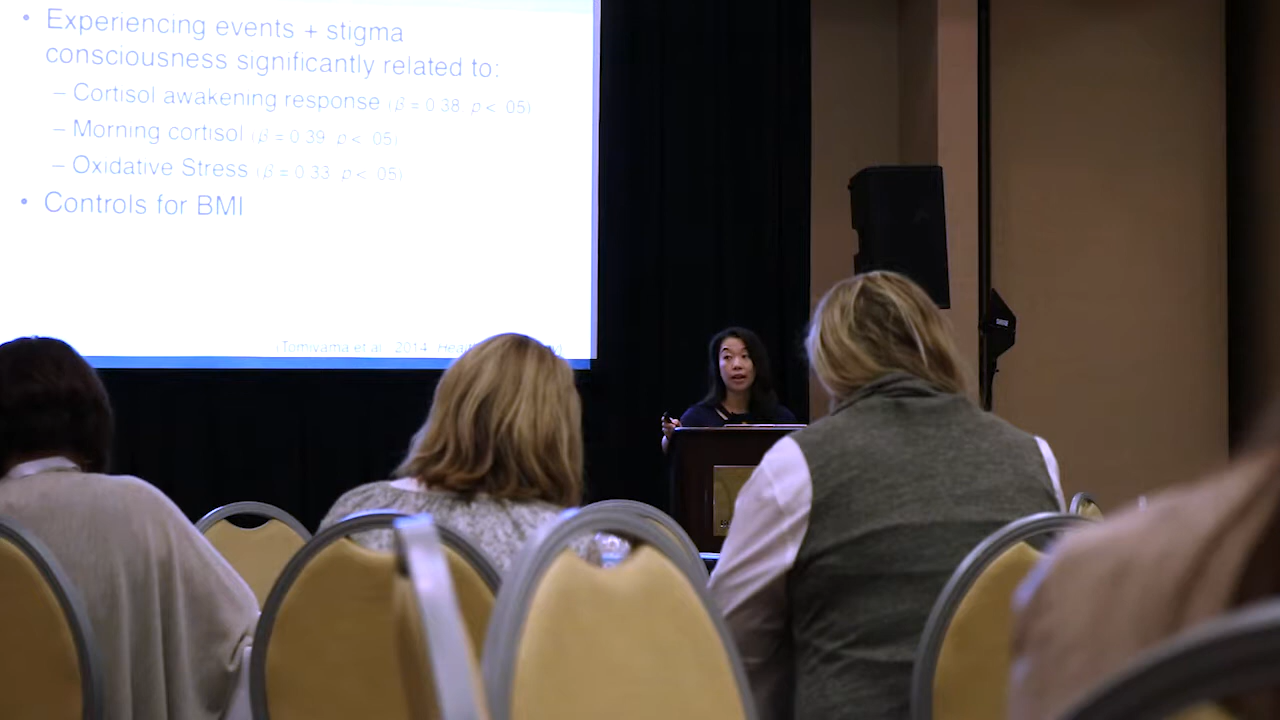 • Experiencing events + stigma
consciousness significantly related to:
– Cortisol awakening response (β = 0.38, p < .05)
– Morning cortisol (β = 0.39, p < .05)
– Oxidative Stress (β = 0.33, p < .05)
• Controls for BMI
(Tomiyama et al., 2014,